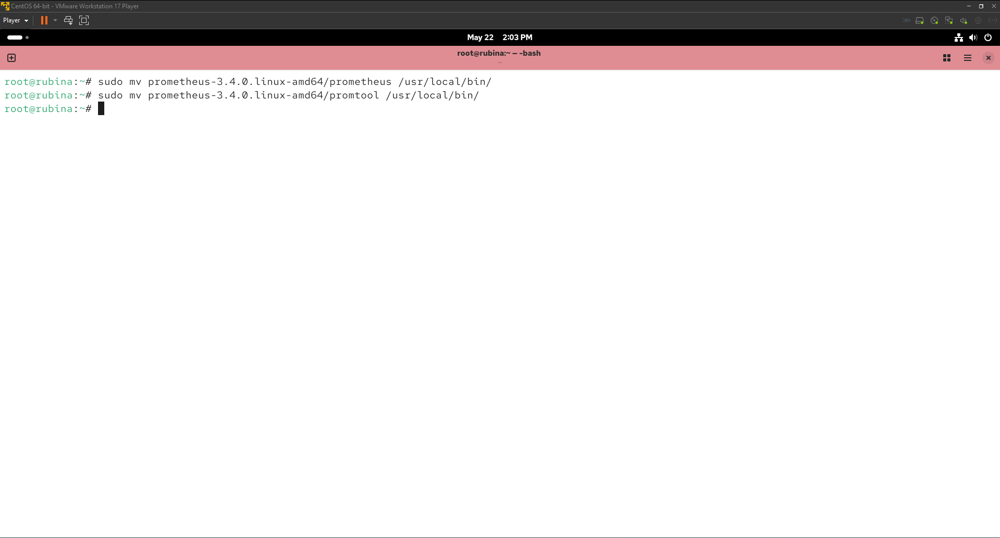 CentOS 64-bit - VMware Workstation 17 Player
Player
May 22 2:03 PM
root@rubina:~ — -bash
~
root@rubina:~# sudo mv prometheus-3.4.0.linux-amd64/prometheus /usr/local/bin/
root@rubina:~# sudo mv prometheus-3.4.0.linux-amd64/promtool /usr/local/bin/
root@rubina:~#